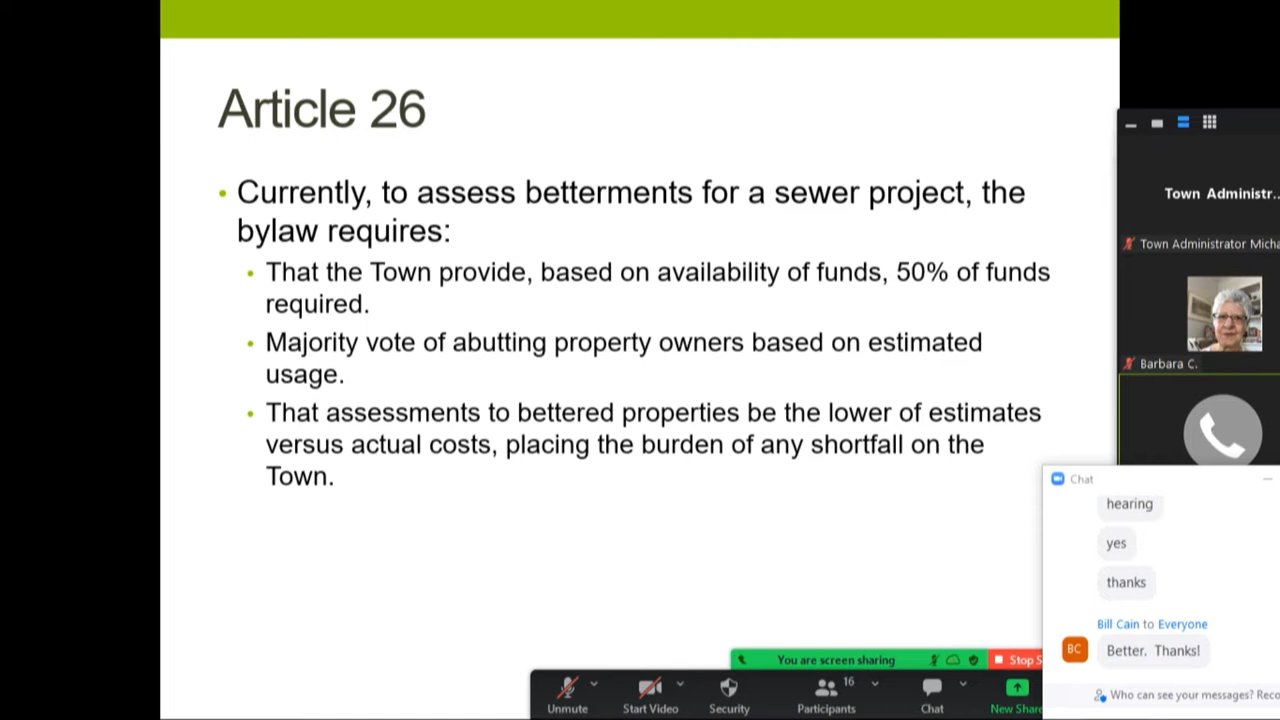 Article 26
• Currently, to assess betterments for a sewer project, the
bylaw requires:
• That the Town provide, based on availability of funds, 50% of funds
required.
• Majority vote of abutting property owners based on estimated
usage.
• That assessments to bettered properties be the lower of estimates
versus actual costs, placing the burden of any shortfall on the
Town.
Town Administr...
Town Administrator Micha
Barbara C.
Chat
hearing
yes
thanks
Bill Cain to Everyone
BC
Better. Thanks!
Who can see your messages? Reco
You are screen sharing
Stop S
Unmute
Start Video
Security
16
Participants
Chat
New Share